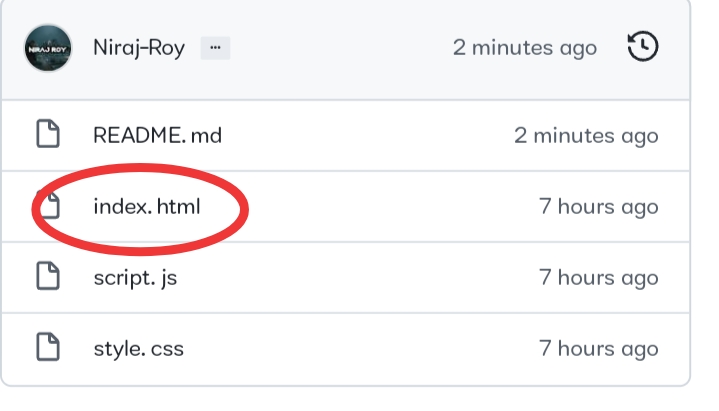 NIRAJ ROY Niraj-Roy ... 2 minutes ago
README.md 2 minutes ago
index.html 7 hours ago
script.js 7 hours ago
style.css 7 hours ago